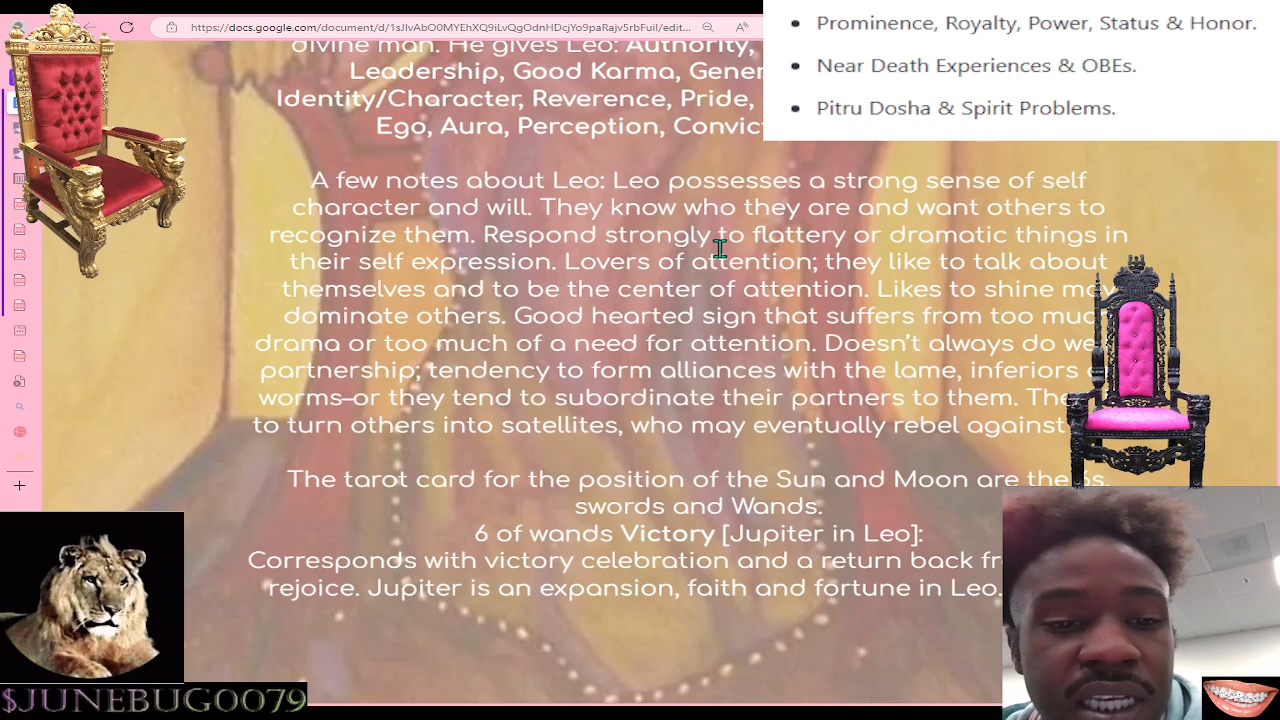 https://docs.google.com/document/d/1sJlvAbO0MYEhXQ9iLvQgOdnHDcjYo9paRajv5rbFuiI/edit...
divine man. He gives Leo: Authority,
Leadership, Good Karma, Gener
Identity/Character, Reverence, Pride,
Ego, Aura, Perception, Convict
• Prominence, Royalty, Power, Status & Honor.
• Near Death Experiences & OBEs.
• Pitru Dosha & Spirit Problems.
A few notes about Leo: Leo possesses a strong sense of self
character and will. They know who they are and want others to
recognize them. Respond strongly to flattery or dramatic things in
their self expression. Lovers of attention; they like to talk about
themselves and to be the center of attention. Likes to shine may
dominate others. Good hearted sign that suffers from too muc
drama or too much of a need for attention. Doesn't always do we
partnership; tendency to form alliances with the lame, inferiors
worms–or they tend to subordinate their partners to them. The
to turn others into satellites, who may eventually rebel against
The tarot card for the position of the Sun and Moon are the 6s,
swords and Wands.
6 of wands Victory [Jupiter in Leo]:
Corresponds with victory celebration and a return back fr
rejoice. Jupiter is an expansion, faith and fortune in Leo.
$JUNEBUG0079